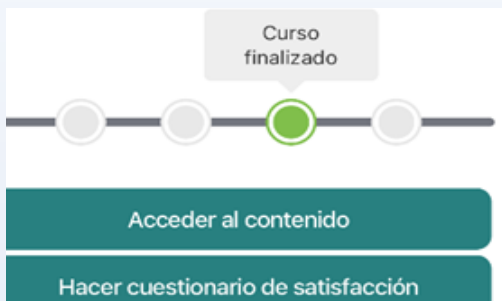 Curso
finalizado
Acceder al contenido
Hacer cuestionario de satisfacción